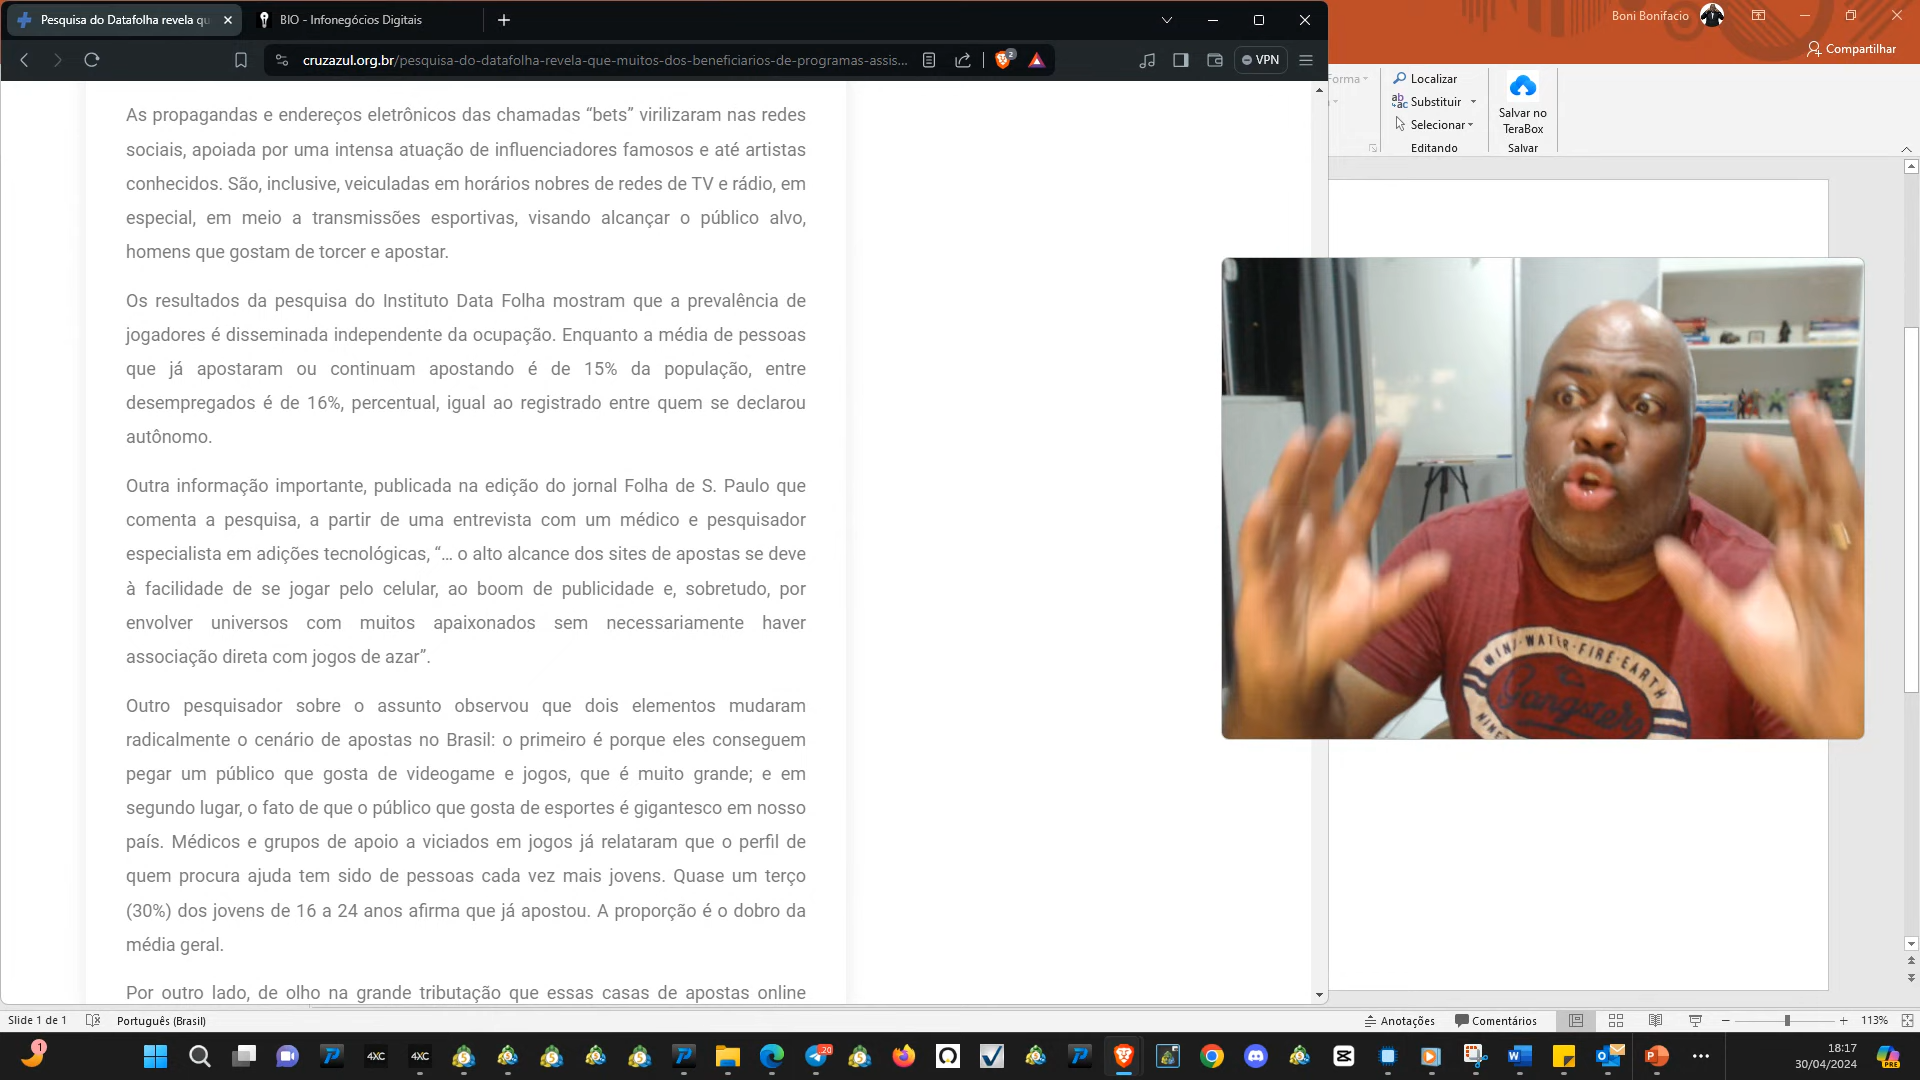 Pesquisa do Datafolha revela qu
BIO - Infonegócios Digitais
Boni Bonifacio
cruzazul.org.br/pesquisa-do-datafolha-revela-que-muitos-dos-beneficiarios-de-programas-assis...
2
VPN
Compartilhar
Forma
Localizar
Substituir
Selecionar
Editando
Salvar no
TeraBox
Salvar
As propagandas e endereços eletrônicos das chamadas “bets” virilizaram nas redes
sociais, apoiada por uma intensa atuação de influenciadores famosos e até artistas
conhecidos. São, inclusive, veiculadas em horários nobres de redes de TV e rádio, em
especial, em meio a transmissões esportivas, visando alcançar o público alvo,
homens que gostam de torcer e apostar.
Os resultados da pesquisa do Instituto Data Folha mostram que a prevalência de
jogadores é disseminada independente da ocupação. Enquanto a média de pessoas
que já apostaram ou continuam apostando é de 15% da população, entre
desempregados é de 16%, percentual, igual ao registrado entre quem se declarou
autônomo.
Outra informação importante, publicada na edição do jornal Folha de S. Paulo que
comenta a pesquisa, a partir de uma entrevista com um médico e pesquisador
especialista em adições tecnológicas, “… o alto alcance dos sites de apostas se deve
à facilidade de se jogar pelo celular, ao boom de publicidade e, sobretudo, por
envolver universos com muitos apaixonados sem necessariamente haver
associação direta com jogos de azar”.
Outro pesquisador sobre o assunto observou que dois elementos mudaram
radicalmente o cenário de apostas no Brasil: o primeiro é porque eles conseguem
pegar um público que gosta de videogame e jogos, que é muito grande; e em
segundo lugar, o fato de que o público que gosta de esportes é gigantesco em nosso
país. Médicos e grupos de apoio a viciados em jogos já relataram que o perfil de
quem procura ajuda tem sido de pessoas cada vez mais jovens. Quase um terço
(30%) dos jovens de 16 a 24 anos afirma que já apostou. A proporção é o dobro da
média geral.
Por outro lado, de olho na grande tributação que essas casas de apostas online
WIND-WATER-FIRE-EARTH
Gangster
Slide 1 de 1
Português (Brasil)
Anotações
Comentários
113%
1
4XC
4XC
20
18:17
30/04/2024
PRE